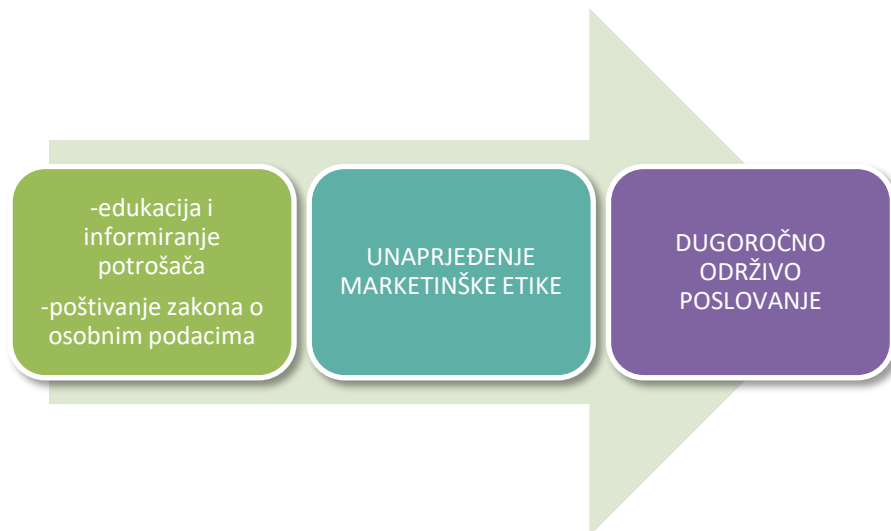 -edukacija i
informiranje
potrošača
-poštivanje zakona o
osobnim podacima
UNAPRJEĐENJE
MARKETINŠKE ETIKE
DUGOROČNO
ODRŽIVO
POSLOVANJE